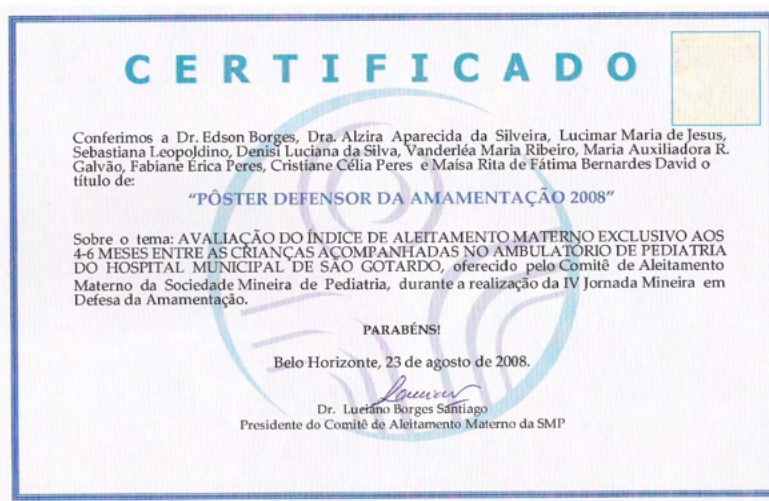 CERTIFICADO
Conferimos a Dr. Edson Borges, Dra. Alzira Aparecida da Silveira, Lucimar Maria de Jesus,
Sebastiana Leopoldino, Denisi Luciana da Silva, Vanderléa Maria Ribeiro, Maria Auxiliadora R.
Galvão, Fabiane Érica Peres, Cristiane Célia Peres e Maísa Rita de Fátima Bernardes David o
título de:
“PÔSTER DEFENSOR DA AMAMENTAÇÃO 2008”
Sobre o tema: AVALIAÇÃO DO ÍNDICE DE ALEITAMENTO MATERNO EXCLUSIVO AOS
4-6 MESES ENTRE AS CRIANÇAS ACOMPANHADAS NO AMBULATÓRIO DE PEDIATRIA
DO HOSPITAL MUNICIPAL DE SÃO GOTARDO, oferecido pelo Comitê de Aleitamento
Materno da Sociedade Mineira de Pediatria, durante a realização da IV Jornada Mineira em
Defesa da Amamentação.
PARABÉNS!
Belo Horizonte, 23 de agosto de 2008.
Dr. Luciano Borges Santiago
Presidente do Comitê de Aleitamento Materno da SMP